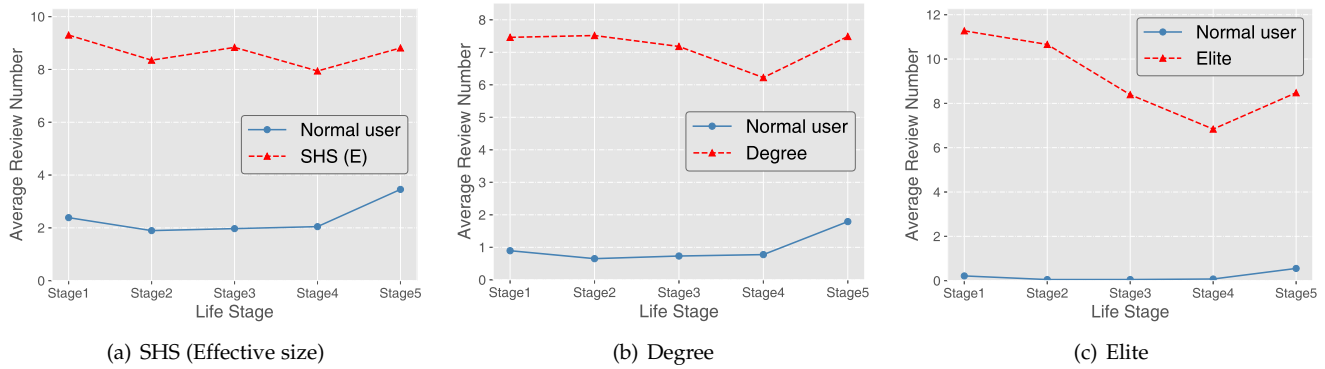 Average Review Number
10
8
6
4
2
0
Normal user
SHS (E)
Stage1 Stage2 Stage3 Stage4 Stage5
Life Stage
(a) SHS (Effective size)
Average Review Number
8
7
6
5
4
3
2
1
0
Normal user
Degree
Stage1 Stage2 Stage3 Stage4 Stage5
Life Stage
(b) Degree
Average Review Number
12
10
8
6
4
2
0
Normal user
Elite
Stage1 Stage2 Stage3 Stage4 Stage5
Life Stage
(c) Elite